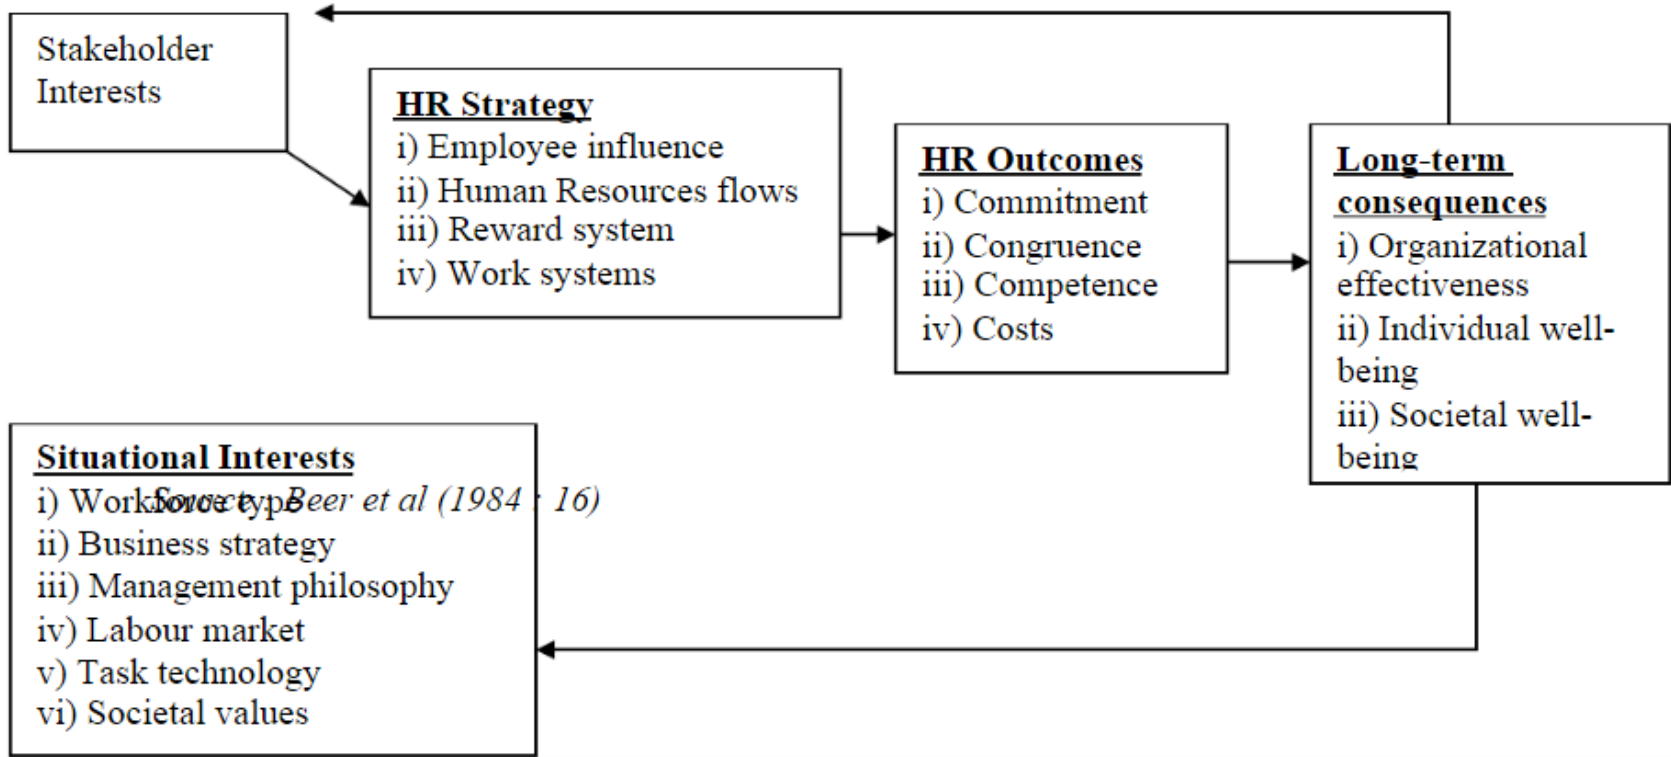 Stakeholder
Interests
HR Strategy
i) Employee influence
ii) Human Resources flows
iii) Reward system
iv) Work systems
HR Outcomes
i) Commitment
ii) Congruence
iii) Competence
iv) Costs
Long-term
consequences
i) Organizational
effectiveness
ii) Individual well-
being
iii) Societal well-
being
Situational Interests
i) Workforce type
Source : Beer et al (1984 : 16)
ii) Business strategy
iii) Management philosophy
iv) Labour market
v) Task technology
vi) Societal values